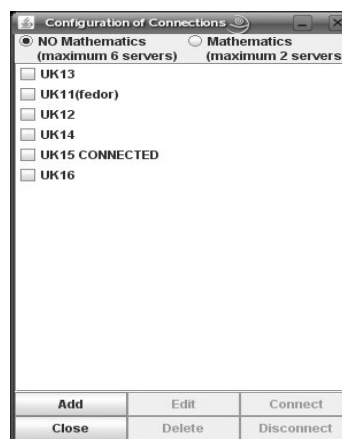 Configuration of Connections
NO Mathematics Mathematics
(maximum 6 servers) (maximum 2 servers
UK13
UK11(fedor)
UK12
UK14
UK15 CONNECTED
UK16
Add Edit Connect
Close Delete Disconnect